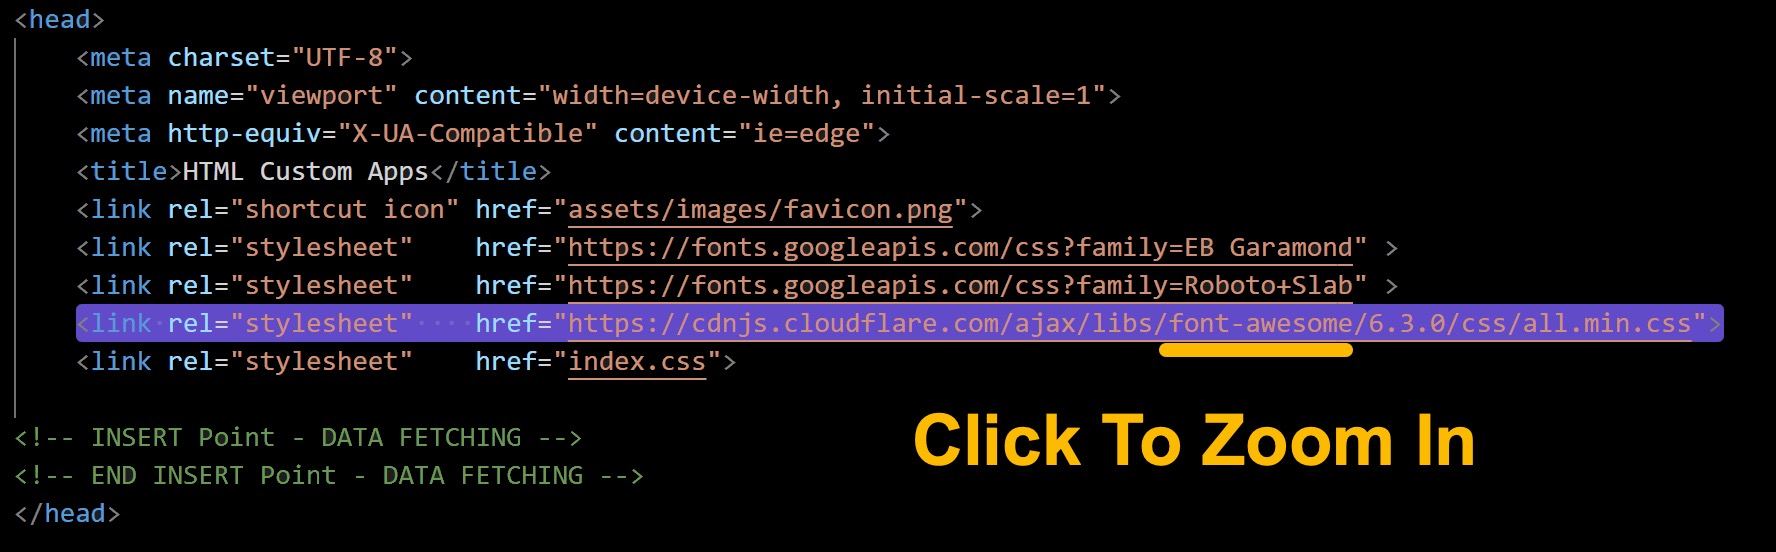 <head>
<meta charset="UTF-8">
<meta name="viewport" content="width=device-width, initial-scale=1">
<meta http-equiv="X-UA-Compatible" content="ie=edge">
<title>HTML Custom Apps</title>
<link rel="shortcut icon" href="assets/images/favicon.png">
<link rel="stylesheet"    href="https://fonts.googleapis.com/css?family=EB Garamond" >
<link rel="stylesheet"    href="https://fonts.googleapis.com/css?family=Roboto+Slab" >
<link rel="stylesheet"    href="https://cdnjs.cloudflare.com/ajax/libs/font-awesome/6.3.0/css/all.min.css">
<link rel="stylesheet"    href="index.css">
<!-- INSERT Point - DATA FETCHING -->
Click To Zoom In
<!-- END INSERT Point - DATA FETCHING -->
</head>